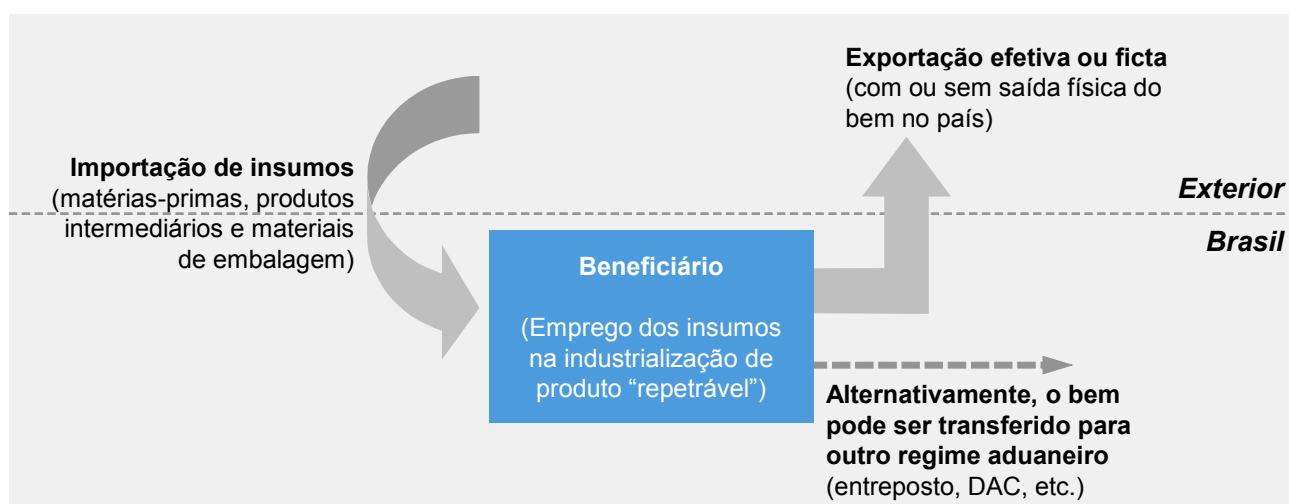 Exportação efetiva ou ficta
(com ou sem saída física do
bem no país)
Importação de insumos
(matérias-primas, produtos
intermediários e materiais
de embalagem)
Exterior
Brasil
Beneficiário
(Emprego dos insumos
na industrialização de
produto “repetrável”)
Alternativamente, o bem
pode ser transferido para
outro regime aduaneiro
(entreposto, DAC, etc.)